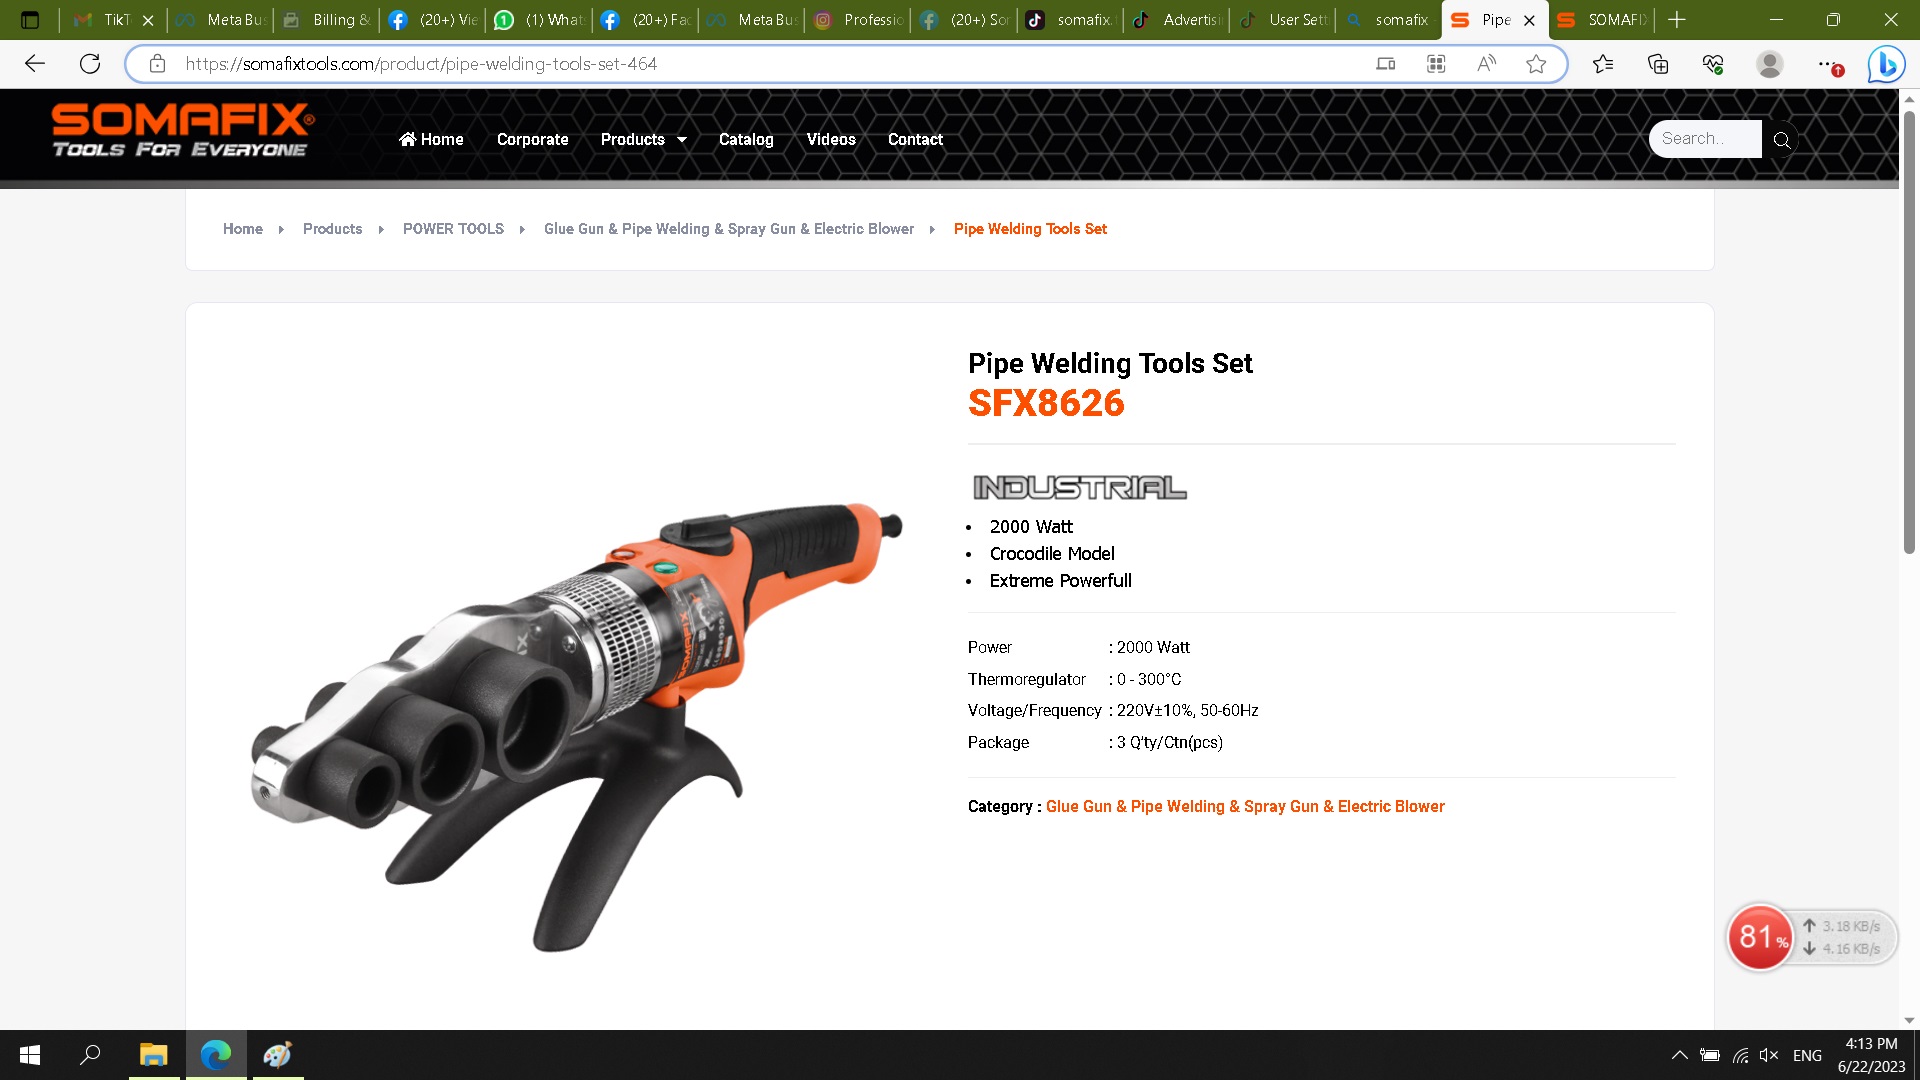 TikT
Meta Bus
Billing &
(20+) Vie
(1) What
(20+) Fac
Meta Bus
Professio
(20+) So
somafix.
Advertisi
User Sett
somafix
Pipe
SOMAFIX
https://somafixtools.com/product/pipe-welding-tools-set-464
SOMAFIX®
TOOLS FOR EVERYONE
Home Corporate Products Catalog Videos Contact
Search..
Home Products POWER TOOLS Glue Gun & Pipe Welding & Spray Gun & Electric Blower Pipe Welding Tools Set
Pipe Welding Tools Set
SFX8626
INDUSTRIAL
• 2000 Watt
• Crocodile Model
• Extreme Powerfull
Power : 2000 Watt
Thermoregulator : 0 - 300°C
Voltage/Frequency : 220V±10%, 50-60Hz
Package : 3 Q'ty/Ctn(pcs)
Category : Glue Gun & Pipe Welding & Spray Gun & Electric Blower
SOMAFIX
81%
3.18 KB/s
4.16 KB/s
ENG
4:13 PM
6/22/2023